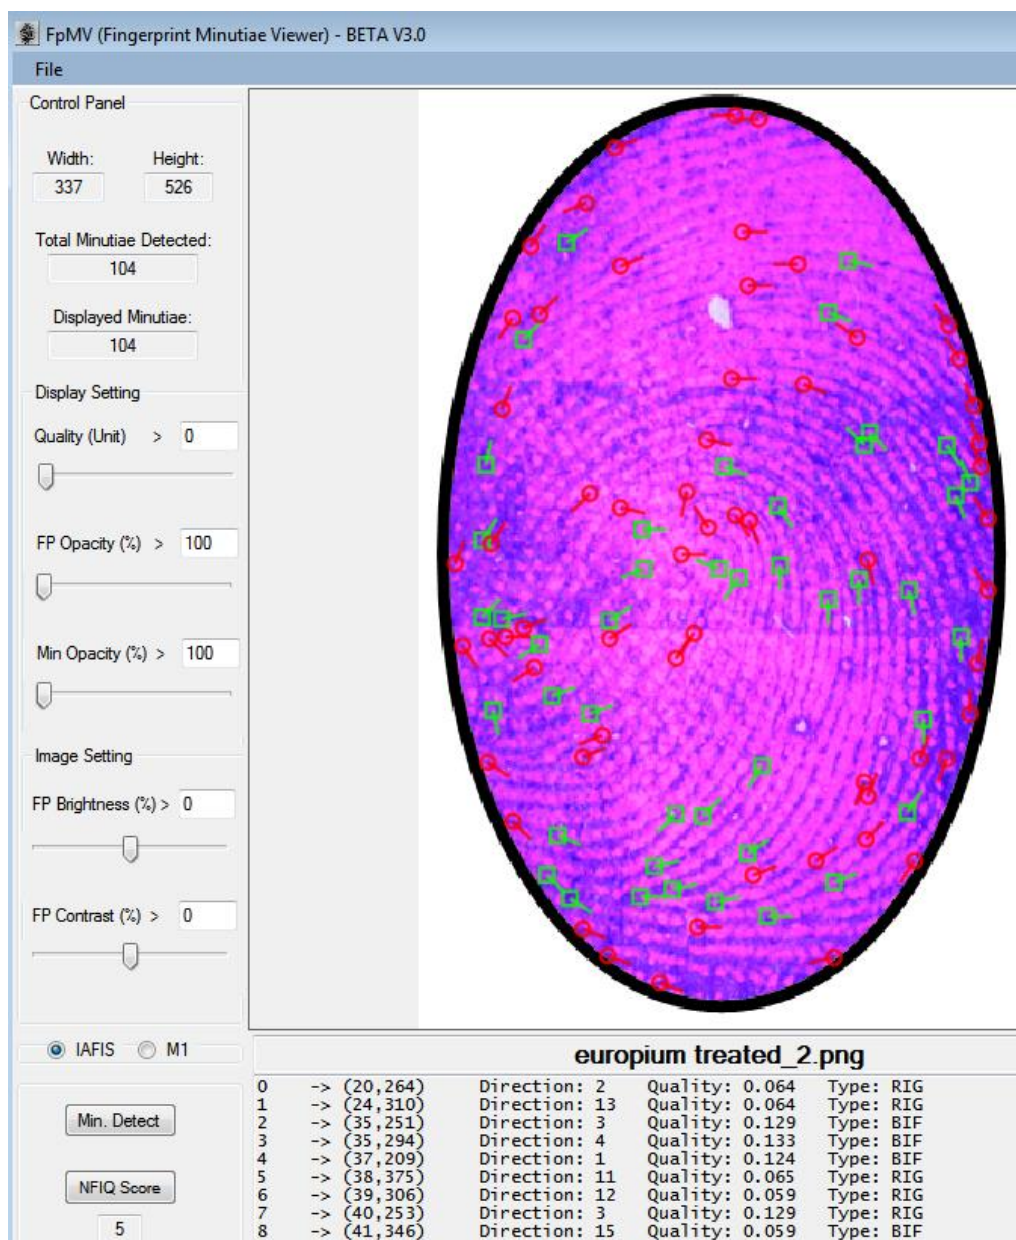 FpMV (Fingerprint Minutiae Viewer) - BETA V3.0
File
Control Panel
Width: Height:
337 526
Total Minutiae Detected:
104
Displayed Minutiae:
104
Display Setting
Quality (Unit) > 0
FP Opacity (%) > 100
Min Opacity (%) > 100
Image Setting
FP Brightness (%) > 0
FP Contrast (%) > 0
IAFIS M1
Min. Detect
NFIQ Score
5
europium treated_2.png
0 -> (20,264) Direction: 2 Quality: 0.064 Type: RIG
1 -> (24,310) Direction: 13 Quality: 0.064 Type: RIG
2 -> (35,251) Direction: 3 Quality: 0.129 Type: BIF
3 -> (35,294) Direction: 4 Quality: 0.133 Type: BIF
4 -> (37,209) Direction: 1 Quality: 0.124 Type: BIF
5 -> (38,375) Direction: 11 Quality: 0.065 Type: RIG
6 -> (39,306) Direction: 12 Quality: 0.059 Type: RIG
7 -> (40,253) Direction: 3 Quality: 0.129 Type: RIG
8 -> (41,346) Direction: 15 Quality: 0.059 Type: BIF